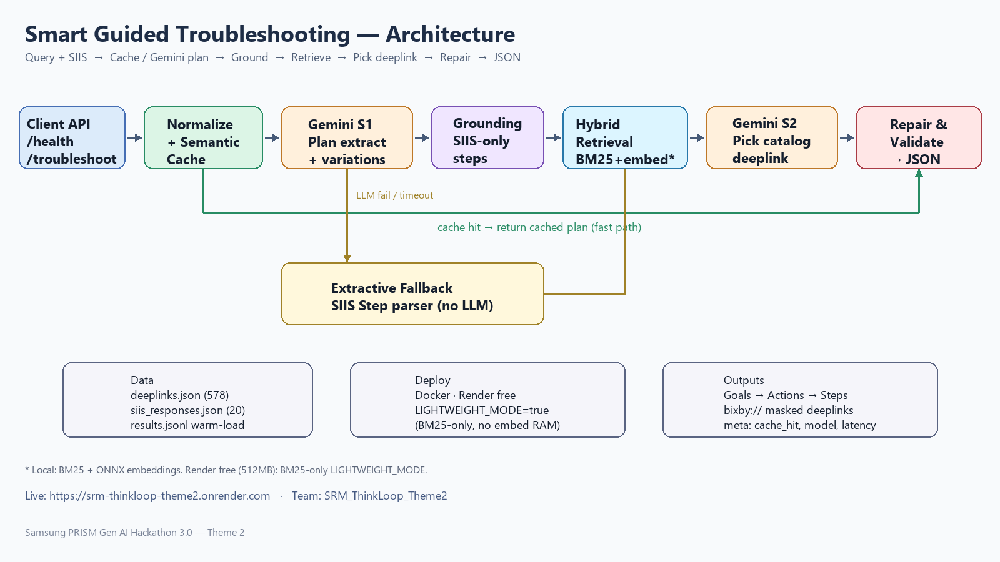 Smart Guided Troubleshooting — Architecture
Query + SIIS → Cache / Gemini plan → Ground → Retrieve → Pick deeplink → Repair → JSON
Client API
/health
/troubleshoot
Normalize
+ Semantic
Cache
Gemini S1
Plan extract
+ variations
Grounding
SIIS-only
steps
Hybrid
Retrieval
BM25+embed*
Gemini S2
Pick catalog
deeplink
Repair &
Validate
→ JSON
LLM fail / timeout
cache hit → return cached plan (fast path)
Extractive Fallback
SIIS Step parser (no LLM)
Data
deeplinks.json (578)
siis_responses.json (20)
results.jsonl warm-load
Deploy
Docker · Render free
LIGHTWEIGHT_MODE=true
(BM25-only, no embed RAM)
Outputs
Goals → Actions → Steps
bixby:// masked deeplinks
meta: cache_hit, model, latency
* Local: BM25 + ONNX embeddings. Render free (512MB): BM25-only LIGHTWEIGHT_MODE.
Live: https://srm-thinkloop-theme2.onrender.com · Team: SRM_ThinkLoop_Theme2
Samsung PRISM Gen AI Hackathon 3.0 — Theme 2